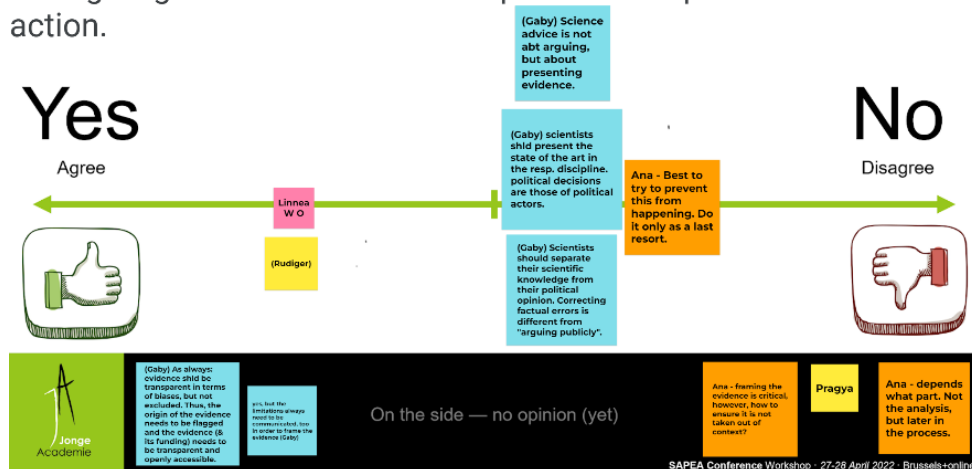 action.
(Gaby) Science
advice is not
abt arguing,
but about
presenting
evidence.
Yes
Agree
No
Disagree
(Gaby) scientists
shld present the
state of the art in
the resp. discipline.
political decisions
are those of political
actors.
Ana - Best to
try to prevent
this from
happening. Do
it only as a last
resort.
Linnea
W O
(Rudiger)
(Gaby) Scientists
should separate
their scientific
knowledge from
their political
opinion. Correcting
factual errors is
different from
"arguing publicly".
jA
Jonge
Academie
(Gaby) As always:
evidence shld be
transparent in terms
of biases, but not
excluded. Thus, the
origin of the evidence
needs to be flagged
and the evidence (&
its funding) needs to
be transparent and
openly accessible.
yes, but the
limitations always
need to be
communicated, too
in order to frame the
evidence (Gaby)
On the side — no opinion (yet)
Ana - framing the
evidence is critical,
however, how to
ensure it is not
taken out of
context?
Pragya
Ana - depends
what part. Not
the analysis,
but later in
the process.
SAPEA Conference Workshop · 27-28 April 2022 · Brussels+online